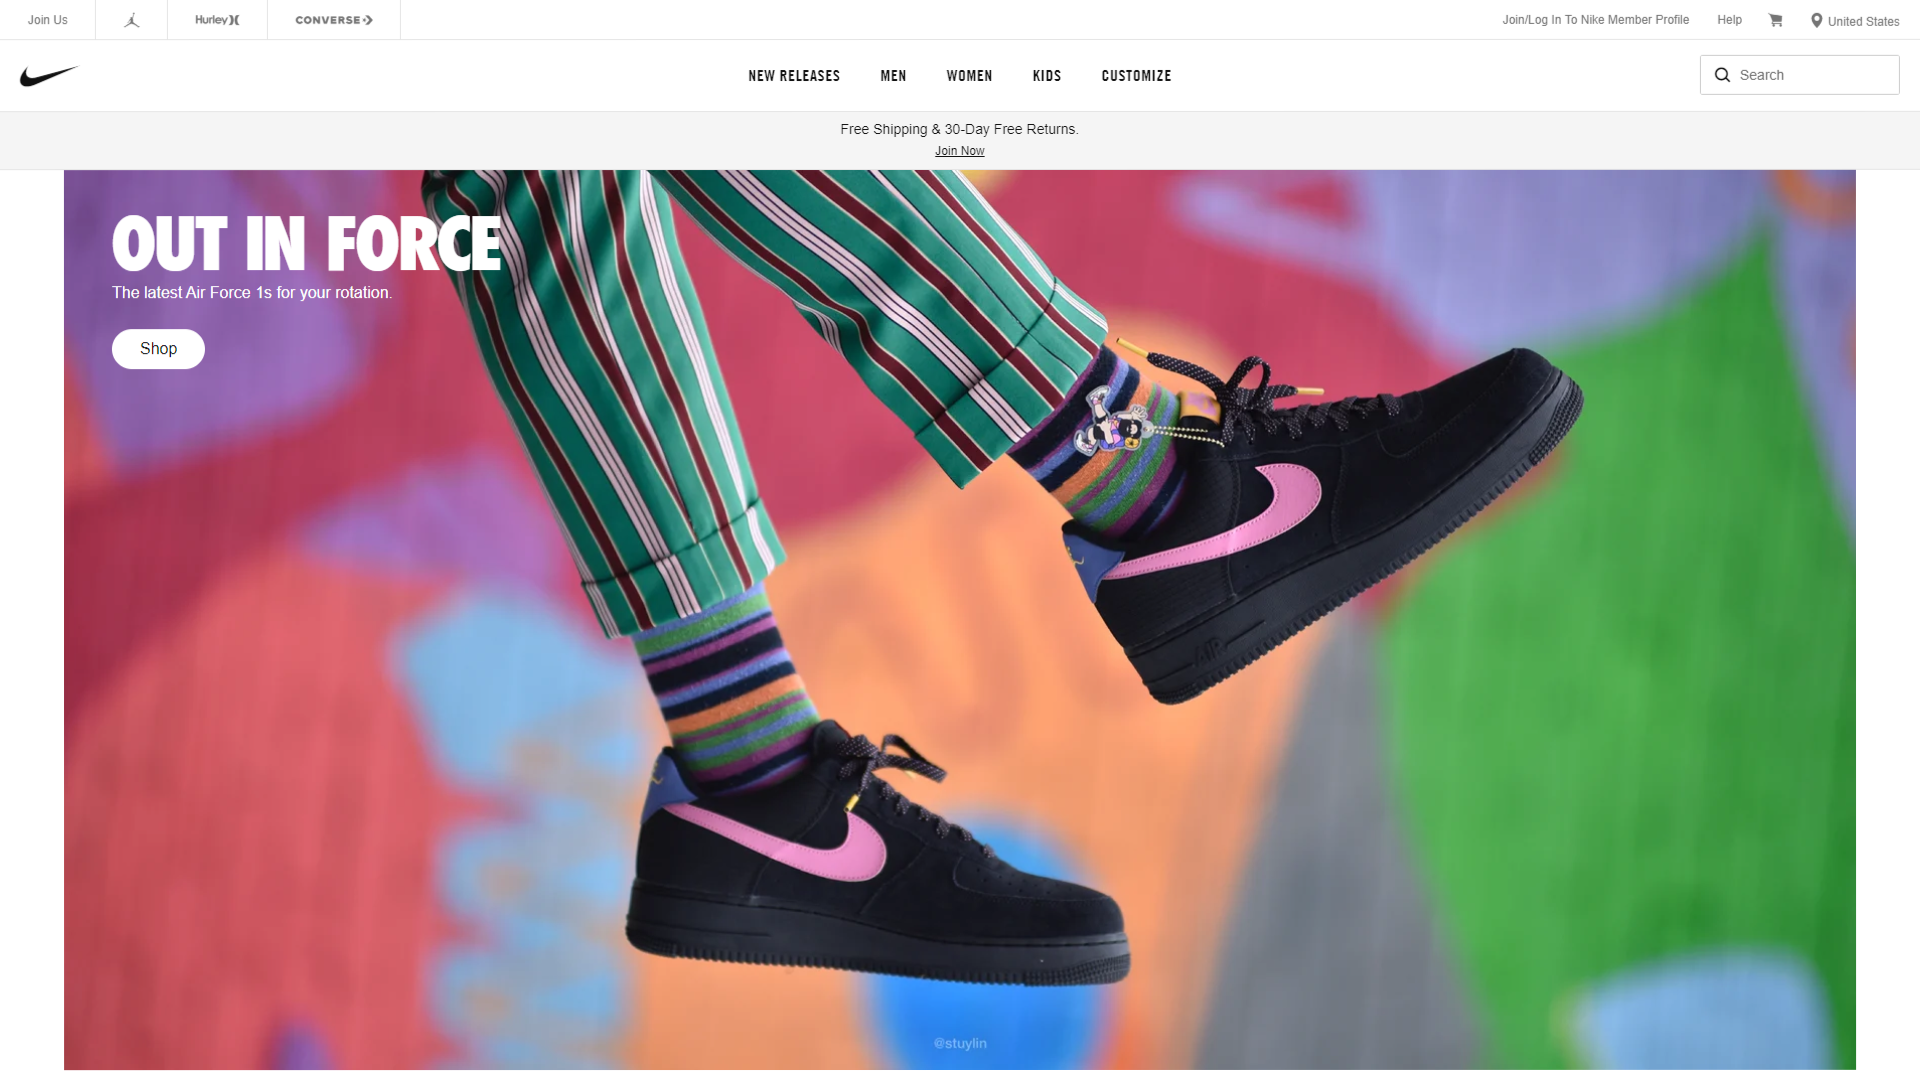 Join Us
Hurley
CONVERSE
Join/Log In To Nike Member Profile
Help
United States
NEW RELEASES
MEN
WOMEN
KIDS
CUSTOMIZE
Search
Free Shipping & 30-Day Free Returns.
Join Now
OUT IN FORCE
The latest Air Force 1s for your rotation.
Shop
AIR
@stuylin